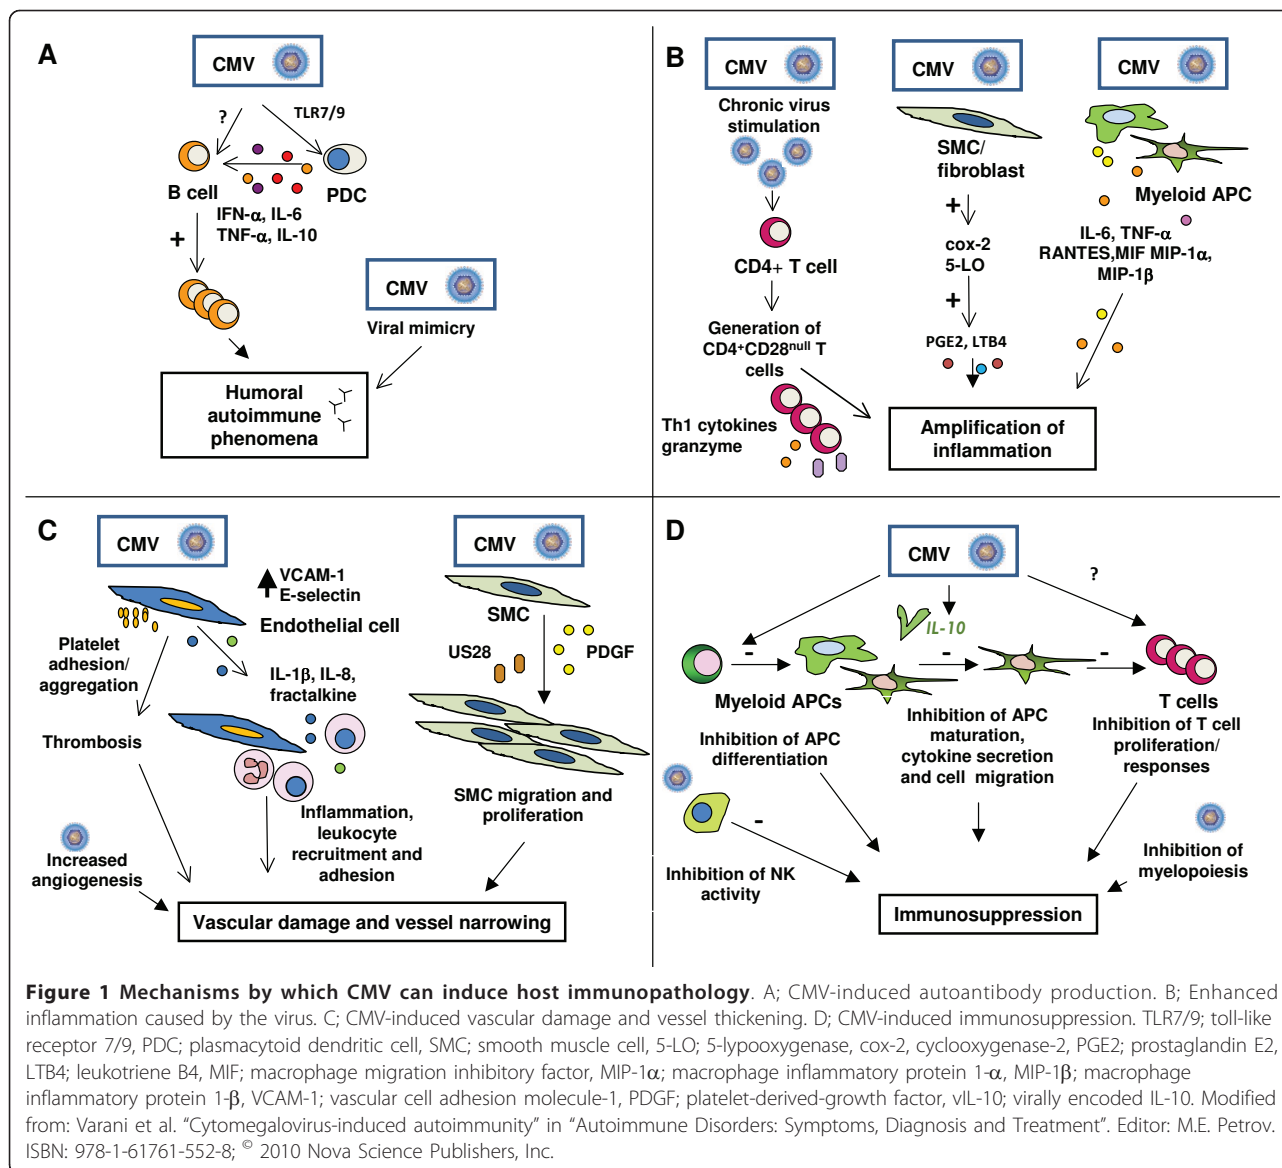 A
CMV
?
TLR7/9
B cell
PDC
IFN-α, IL-6
TNF-α, IL-10
+
CMV
Viral mimicry
Humoral
autoimmune
phenomena
B
CMV
Chronic virus
stimulation
CD4+ T cell
Generation of
CD4⁺CD28ⁿᵘˡˡ T
cells
Th1 cytokines
granzyme
CMV
SMC/
fibroblast
+
cox-2
5-LO
+
PGE2, LTB4
CMV
Myeloid APC
IL-6, TNF-α
RANTES,MIF MIP-1α,
MIP-1β
Amplification of
inflammation
C
CMV
VCAM-1
E-selectin
Endothelial cell
Platelet
adhesion/
aggregation
IL-1β, IL-8,
fractalkine
Thrombosis
Inflammation,
leukocyte
recruitment and
adhesion
Increased
angiogenesis
CMV
SMC
US28
PDGF
SMC migration and
proliferation
Vascular damage and vessel narrowing
D
CMV
?
IL-10
-
-
-
Myeloid APCs
T cells
Inhibition of APC
differentiation
Inhibition of APC
maturation,
cytokine secretion
and cell migration
Inhibition of T cell
proliferation/
responses
-
Inhibition of NK
activity
Inhibition of
myelopoiesis
Immunosuppression
Figure 1 Mechanisms by which CMV can induce host immunopathology. A; CMV-induced autoantibody production. B; Enhanced
inflammation caused by the virus. C; CMV-induced vascular damage and vessel thickening. D; CMV-induced immunosuppression. TLR7/9; toll-like
receptor 7/9, PDC; plasmacytoid dendritic cell, SMC; smooth muscle cell, 5-LO; 5-lypooxygenase, cox-2, cyclooxygenase-2, PGE2; prostaglandin E2,
LTB4; leukotriene B4, MIF; macrophage migration inhibitory factor, MIP-1α; macrophage inflammatory protein 1-α, MIP-1β; macrophage
inflammatory protein 1-β, VCAM-1; vascular cell adhesion molecule-1, PDGF; platelet-derived-growth factor, vIL-10; virally encoded IL-10. Modified
from: Varani et al. “Cytomegalovirus-induced autoimmunity” in “Autoimmune Disorders: Symptoms, Diagnosis and Treatment”. Editor: M.E. Petrov.
ISBN: 978-1-61761-552-8; © 2010 Nova Science Publishers, Inc.